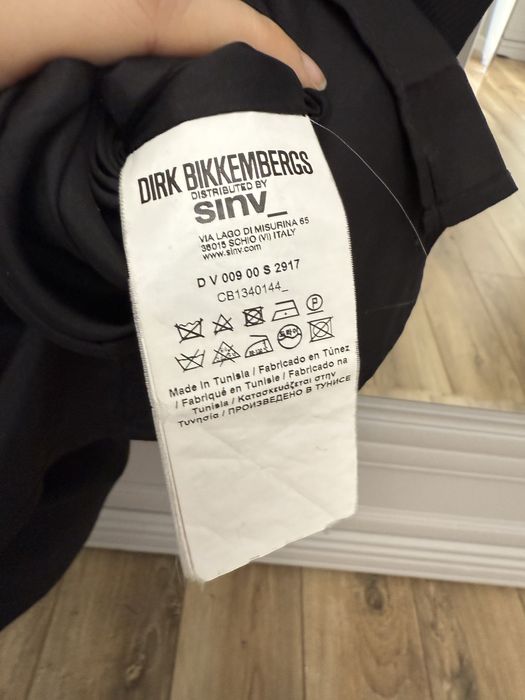 DIRK BIKKEMBERGS
DISTRIBUTED BY
sinv_
VIA LAGO DI MISURINA 65
36015 SCHIO (VI) ITALY
www.sinv.com
D V 009 00 S 2917
CB1340144_
P
Made in Tunisia / Fabricado en Túnez
/ Fabriqué en Tunisie / Fabricado na
Tunísia / Κατασκευάζεται στην
Τυνησία / ПРОИЗВЕДЕНО В ТУНИСЕ